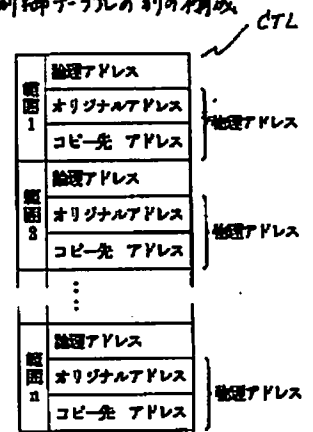 制御テーブルの別の構成
CTL
範囲1
論理アドレス
オリジナルアドレス
コピー先 アドレス
物理アドレス
範囲2
論理アドレス
オリジナルアドレス
コピー先 アドレス
物理アドレス
範囲n
論理アドレス
オリジナルアドレス
コピー先 アドレス
物理アドレス